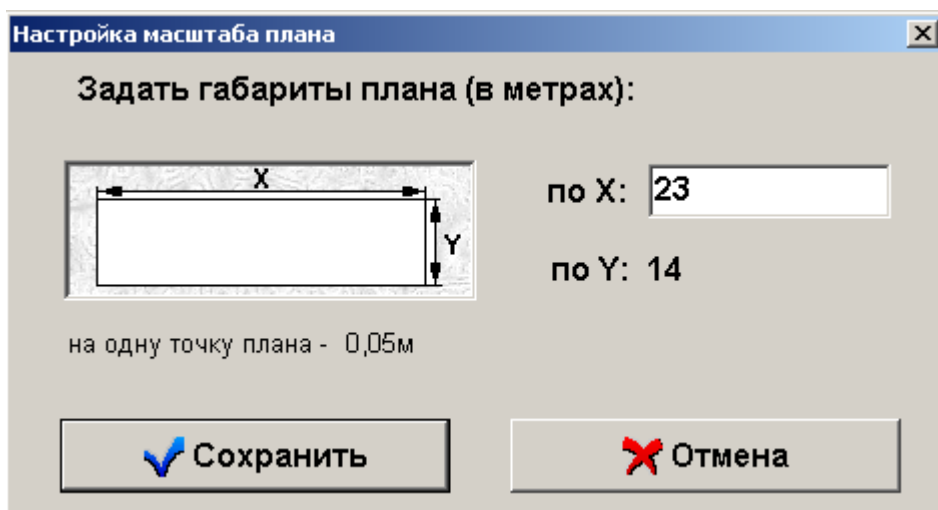 Настройка масштаба плана
Задать габариты плана (в метрах):
X
по X: 23
Y
по Y: 14
на одну точку плана - 0,05м
Сохранить
Отмена